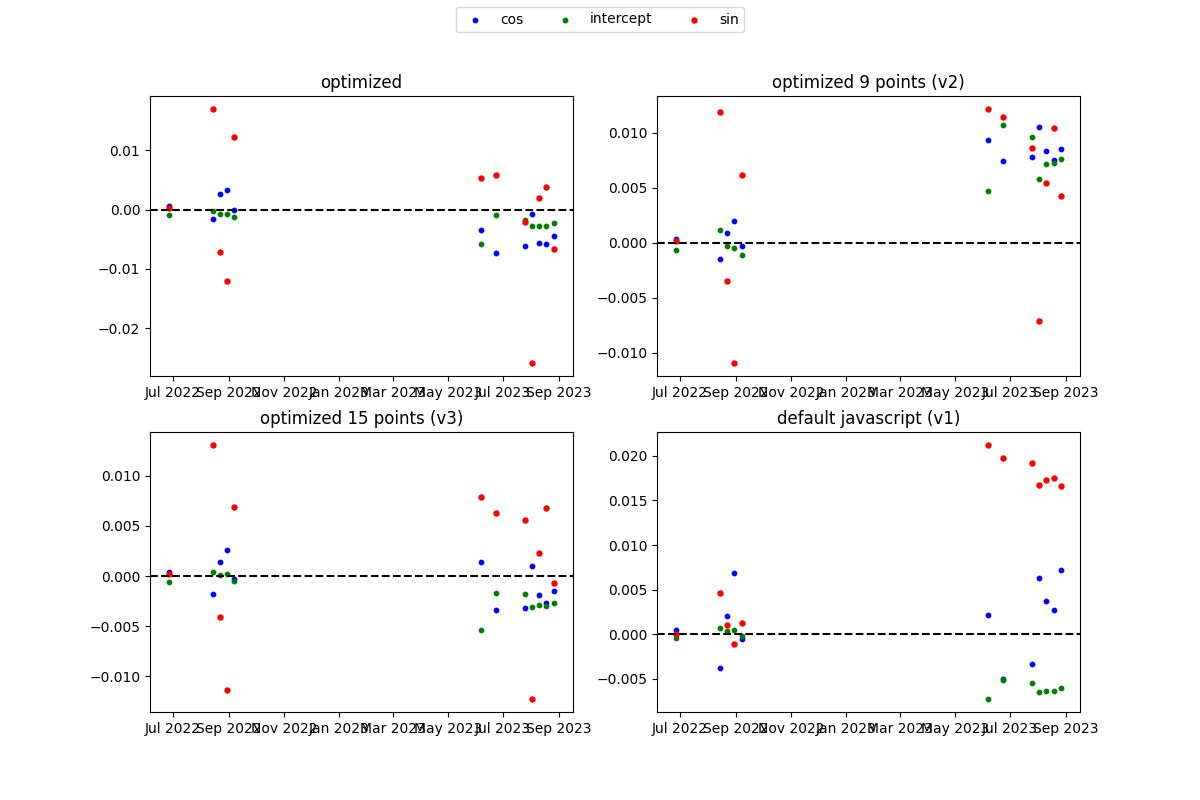 cos intercept sin
optimized
0.01
0.00
−0.01
−0.02
Jul 2022 Sep 2022 Nov 2022 Jan 2023 Mar 2023 May 2023 Jul 2023 Sep 2023
optimized 9 points (v2)
0.010
0.005
0.000
−0.005
−0.010
Jul 2022 Sep 2022 Nov 2022 Jan 2023 Mar 2023 May 2023 Jul 2023 Sep 2023
optimized 15 points (v3)
0.010
0.005
0.000
−0.005
−0.010
Jul 2022 Sep 2022 Nov 2022 Jan 2023 Mar 2023 May 2023 Jul 2023 Sep 2023
default javascript (v1)
0.020
0.015
0.010
0.005
0.000
−0.005
Jul 2022 Sep 2022 Nov 2022 Jan 2023 Mar 2023 May 2023 Jul 2023 Sep 2023